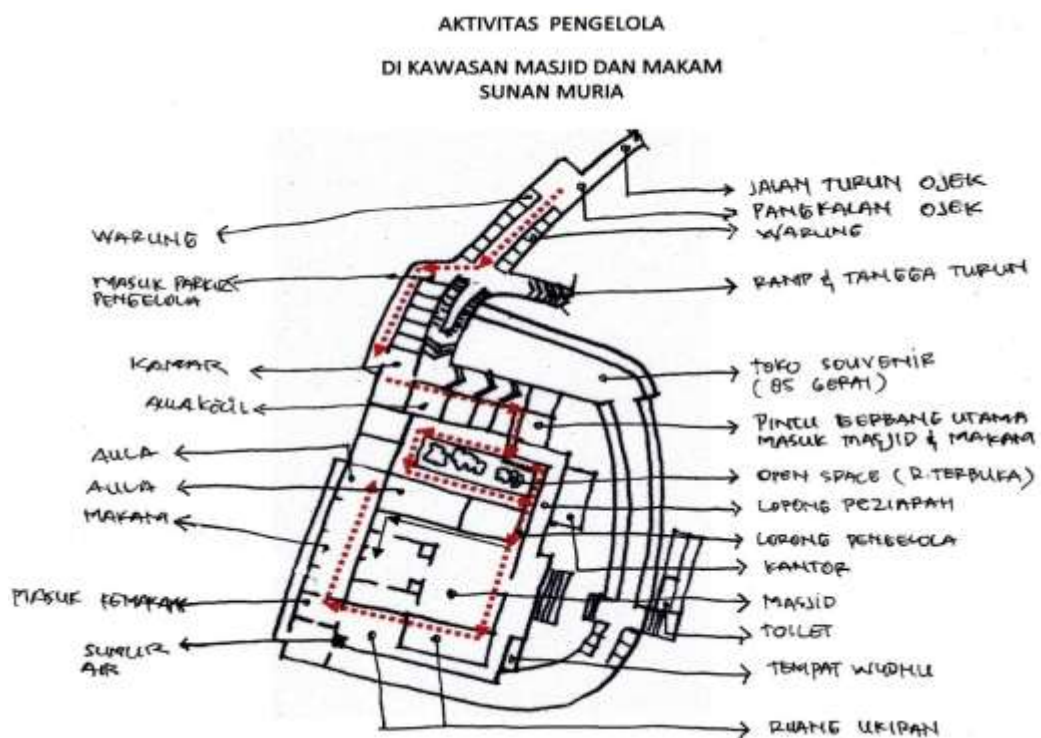 AKTIVITAS PENGELOLA
DI KAWASAN MASJID DAN MAKAM
SUNAN MURIA
WARUNG
MASUK PARKIR
PENGELOLA
KAMAR
AULA KECIL
AULA
AULA
MAKAM
MASUK KEMAKAM
SUMUR
AIR
JALAN TURUN OJEK
PANGKALAN OJEK
WARUNG
RAMP & TANGGA TURUN
TOKO SOUVENIR
(85 GERAI)
PINTU GERBANG UTAMA
MASUK MASJID & MAKAM
OPEN SPACE (R. TERBUKA)
LORONG PEZIARAH
LORONG PENGELOLA
KANTOR
MASJID
TOILET
TEMPAT WUDHU
RUANG UKIRAN